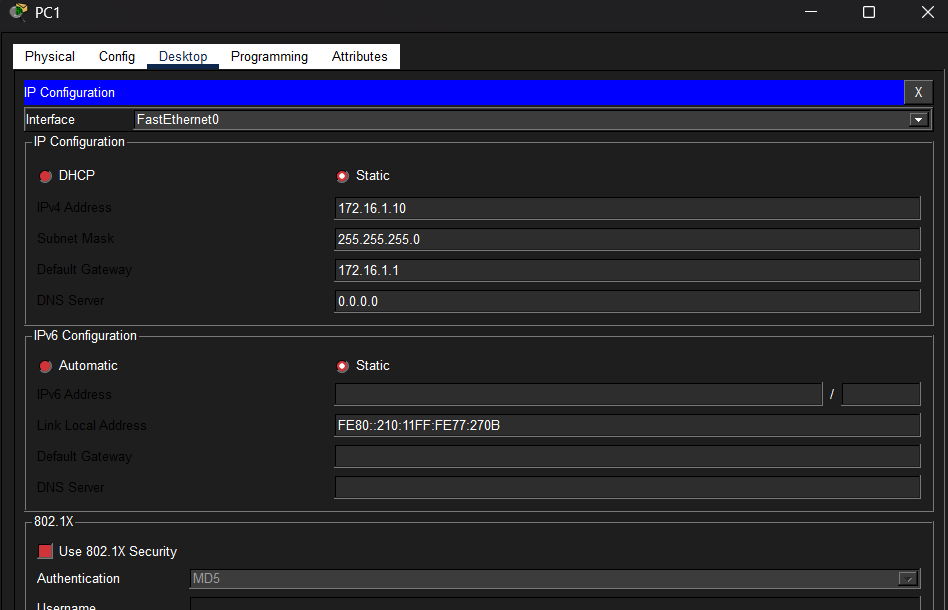 PC1
Physical Config Desktop Programming Attributes
IP Configuration X
Interface FastEthernet0
IP Configuration
DHCP Static
IPv4 Address 172.16.1.10
Subnet Mask 255.255.255.0
Default Gateway 172.16.1.1
DNS Server 0.0.0.0
IPv6 Configuration
Automatic Static
IPv6 Address /
Link Local Address FE80::210:11FF:FE77:270B
Default Gateway
DNS Server
802.1X
Use 802.1X Security
Authentication MD5
Username